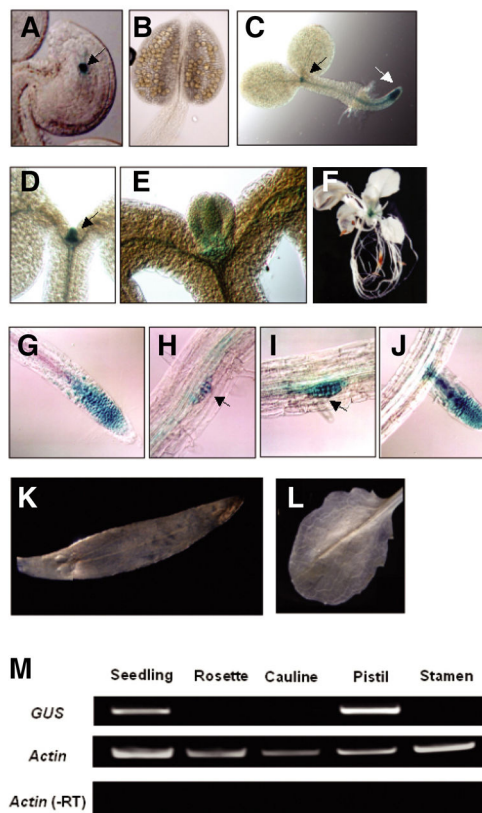 A B C
D E F
G H I J
K L
M
Seedling Rosette Cauline Pistil Stamen
GUS
Actin
Actin (-RT)